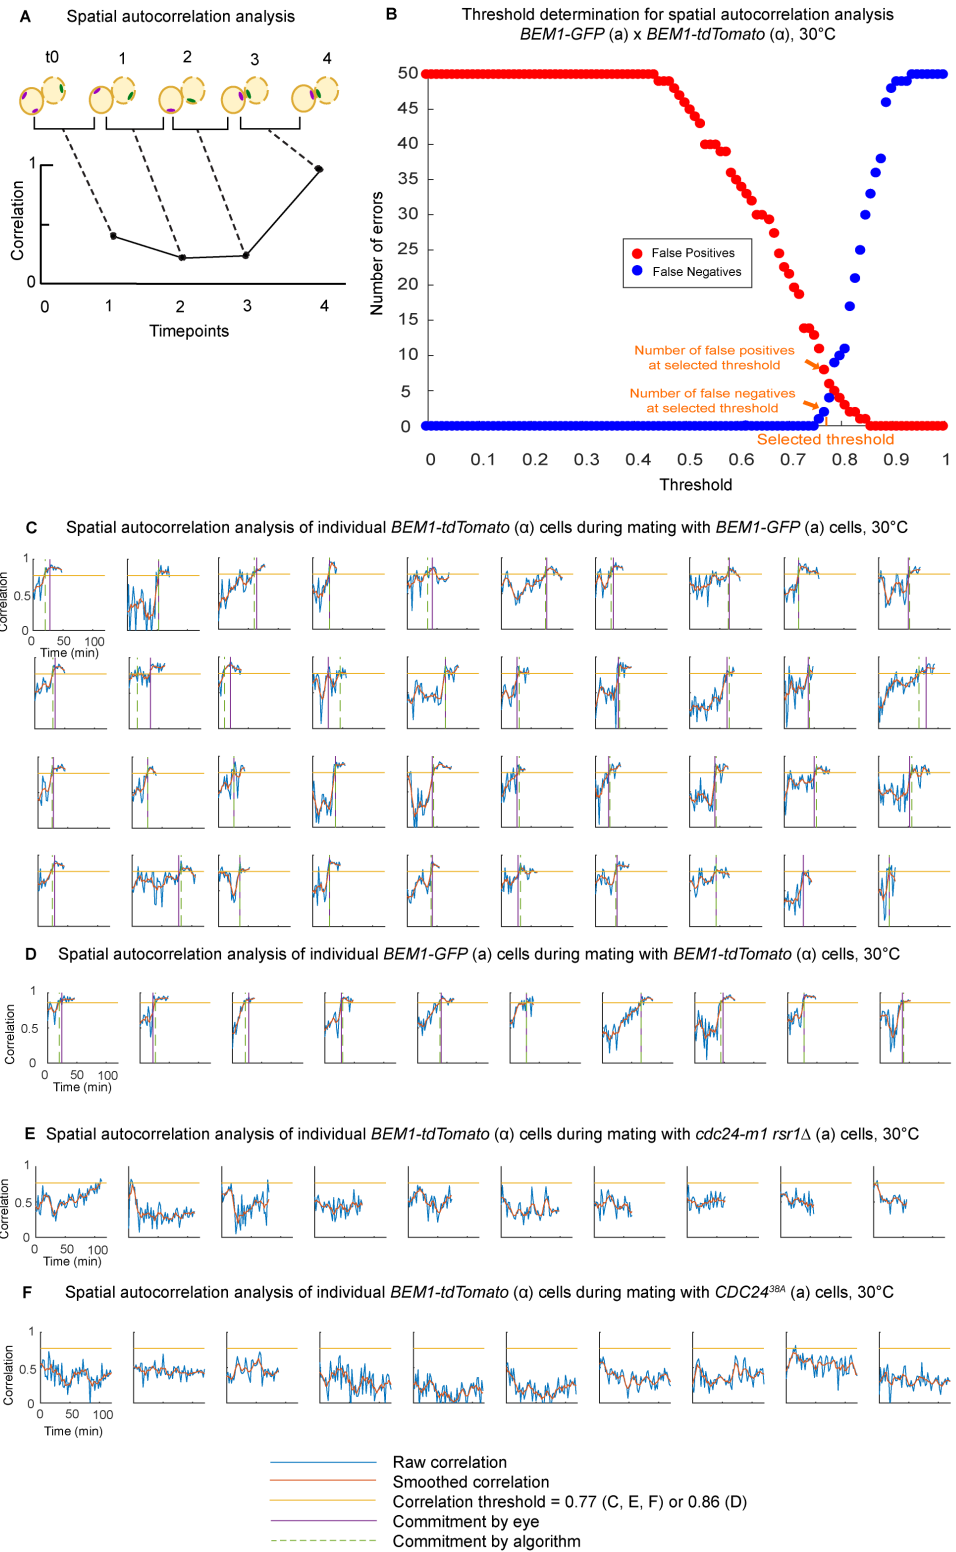 A Spatial autocorrelation analysis
t0 1 2 3 4
1
Correlation
0
0 1 2 3 4
Timepoints
B Threshold determination for spatial autocorrelation analysis
BEM1-GFP (a) x BEM1-tdTomato (α), 30°C
50
45
40
35
30
25
20
15
10
5
0
Number of errors
False Positives
False Negatives
Number of false positives
at selected threshold
Number of false negatives
at selected threshold
Selected threshold
0 0.1 0.2 0.3 0.4 0.5 0.6 0.7 0.8 0.9 1
Threshold
C Spatial autocorrelation analysis of individual BEM1-tdTomato (α) cells during mating with BEM1-GFP (a) cells, 30°C
1
0.5
0
Correlation
0 50 100
Time (min)
D Spatial autocorrelation analysis of individual BEM1-GFP (a) cells during mating with BEM1-tdTomato (α) cells, 30°C
1
0.5
0
Correlation
0 50 100
Time (min)
E Spatial autocorrelation analysis of individual BEM1-tdTomato (α) cells during mating with cdc24-m1 rsr1Δ (a) cells, 30°C
1
0.5
0
Correlation
0 50 100
Time (min)
F Spatial autocorrelation analysis of individual BEM1-tdTomato (α) cells during mating with CDC2438A (a) cells, 30°C
1
0.5
0
Correlation
0 50 100
Time (min)
Raw correlation
Smoothed correlation
Correlation threshold = 0.77 (C, E, F) or 0.86 (D)
Commitment by eye
Commitment by algorithm